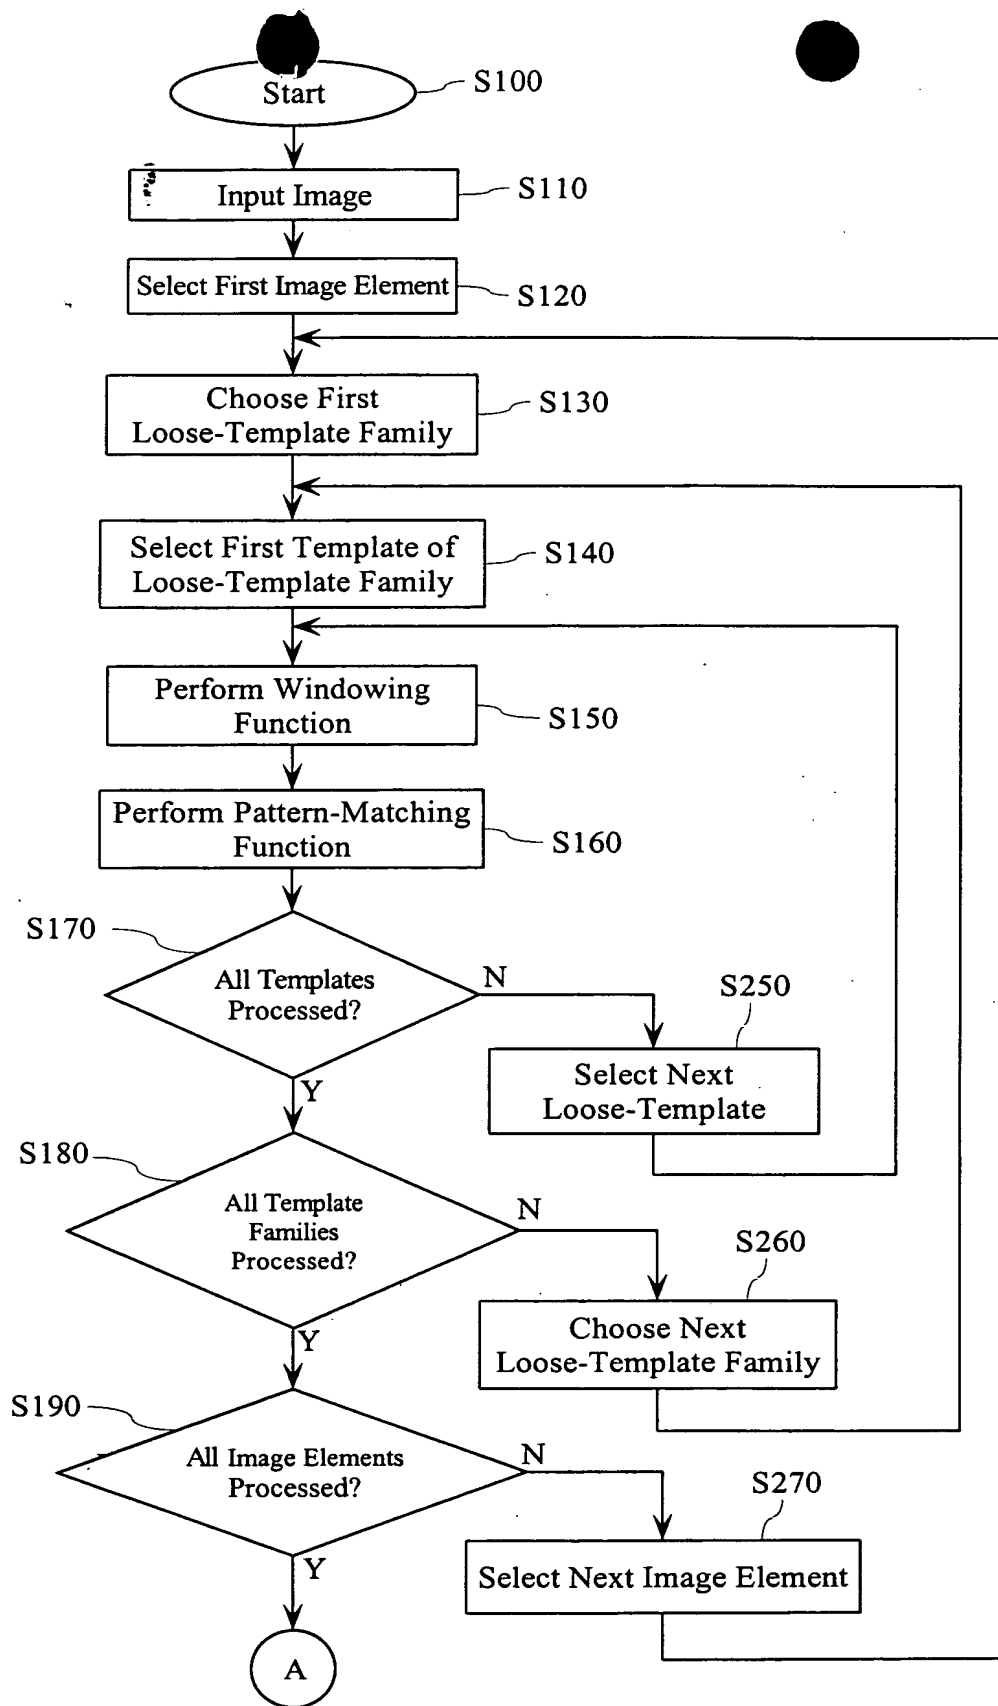 Start
S100
Input Image
S110
Select First Image Element
S120
Choose First
Loose-Template Family
S130
Select First Template of
Loose-Template Family
S140
Perform Windowing
Function
S150
Perform Pattern-Matching
Function
S160
S170
All Templates
Processed?
N
S250
Select Next
Loose-Template
Y
S180
All Template
Families
Processed?
N
S260
Choose Next
Loose-Template Family
Y
S190
All Image Elements
Processed?
N
S270
Select Next Image Element
Y
A